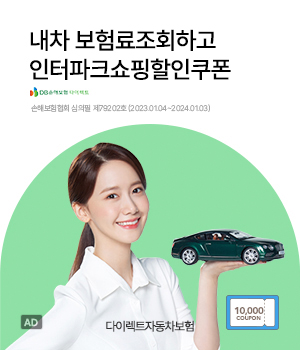 내차 보험료조회하고
인터파크쇼핑할인쿠폰
DB손해보험 다이렉트
손해보험협회 심의필 제79202호 (2023.01.04~2024.01.03)
AD
다이렉트자동차보험
10,000
COUPON